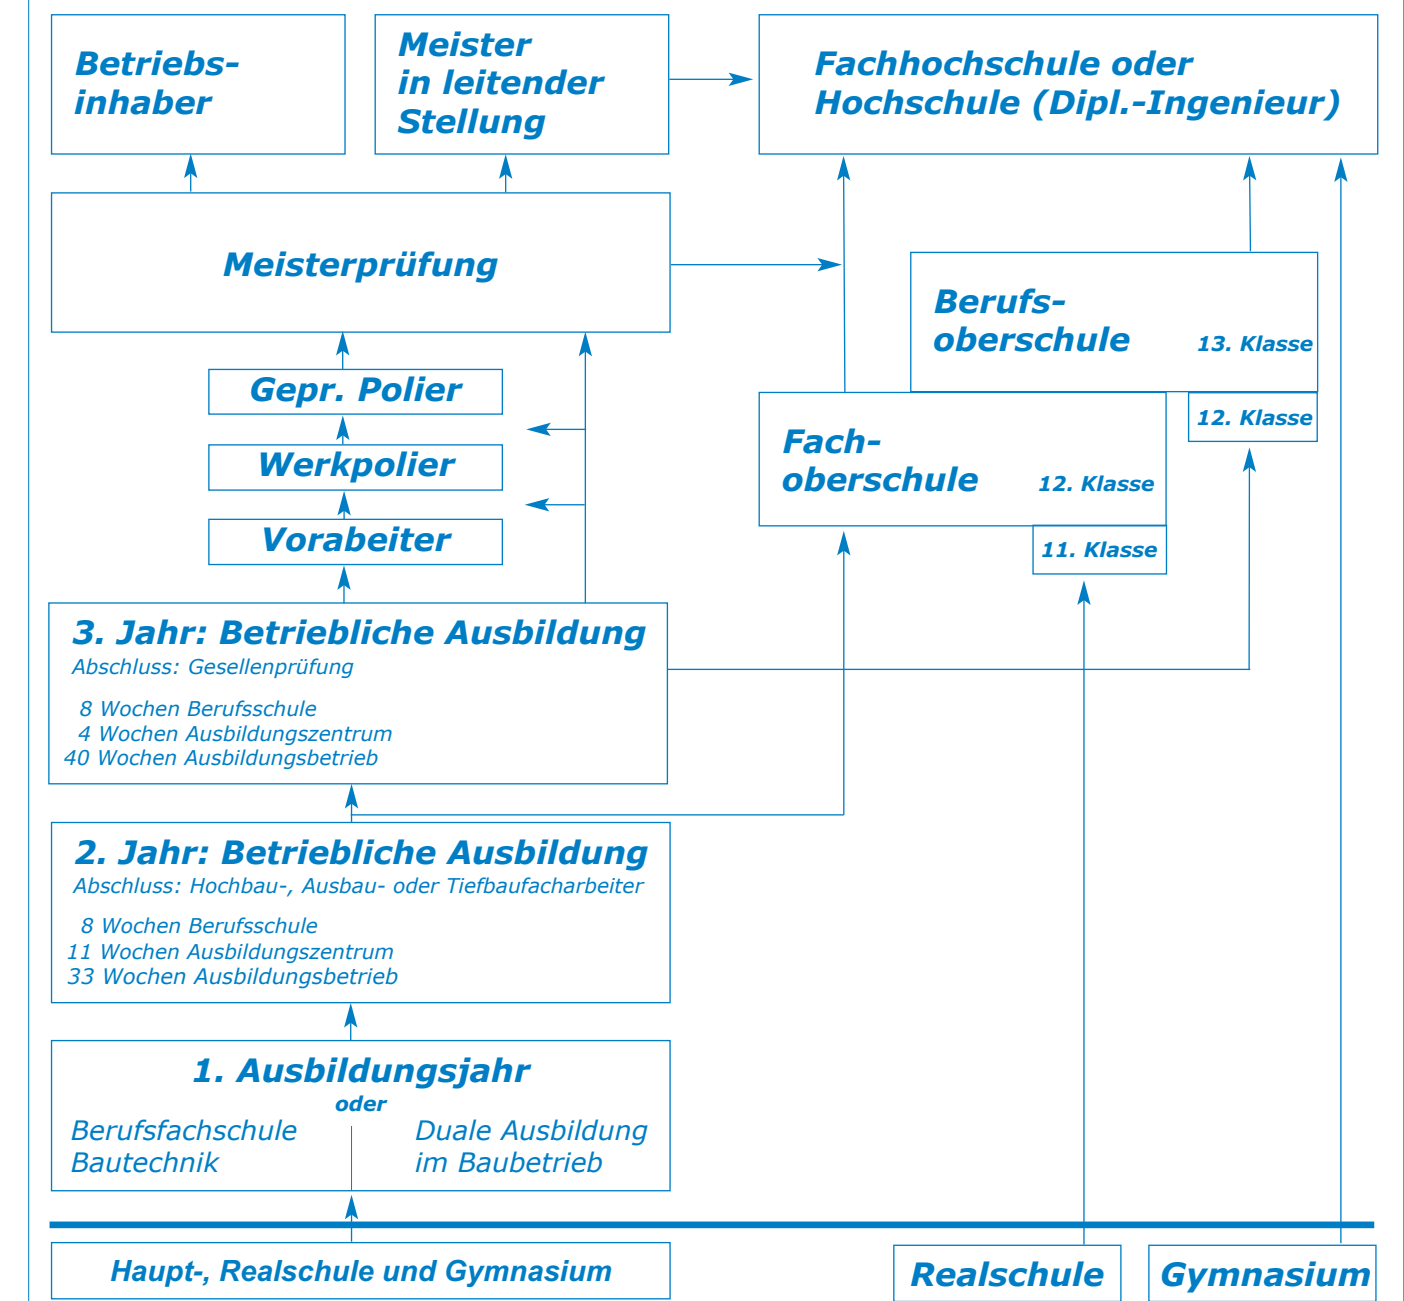 Betriebs-
inhaber
Meister
in leitender
Stellung
Fachhochschule oder
Hochschule (Dipl.-Ingenieur)
Meisterprüfung
Berufs-
oberschule
13. Klasse
12. Klasse
Gepr. Polier
Werkpolier
Vorabeiter
Fach-
oberschule
12. Klasse
11. Klasse
3. Jahr: Betriebliche Ausbildung
Abschluss: Gesellenprüfung
8 Wochen Berufsschule
4 Wochen Ausbildungszentrum
40 Wochen Ausbildungsbetrieb
2. Jahr: Betriebliche Ausbildung
Abschluss: Hochbau-, Ausbau- oder Tiefbaufacharbeiter
8 Wochen Berufsschule
11 Wochen Ausbildungszentrum
33 Wochen Ausbildungsbetrieb
1. Ausbildungsjahr
oder
Berufsfachschule
Bautechnik
Duale Ausbildung
im Baubetrieb
Haupt-, Realschule und Gymnasium
Realschule
Gymnasium